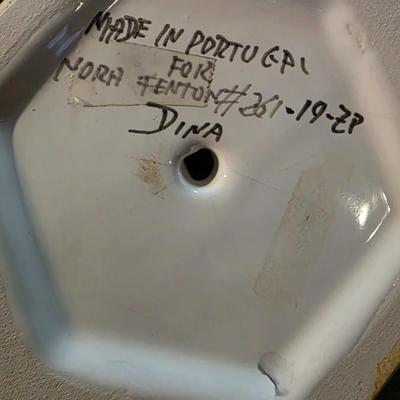 MADE IN PORTUGAL
FOR
NORA FENTON #261-19-ZP
DINA